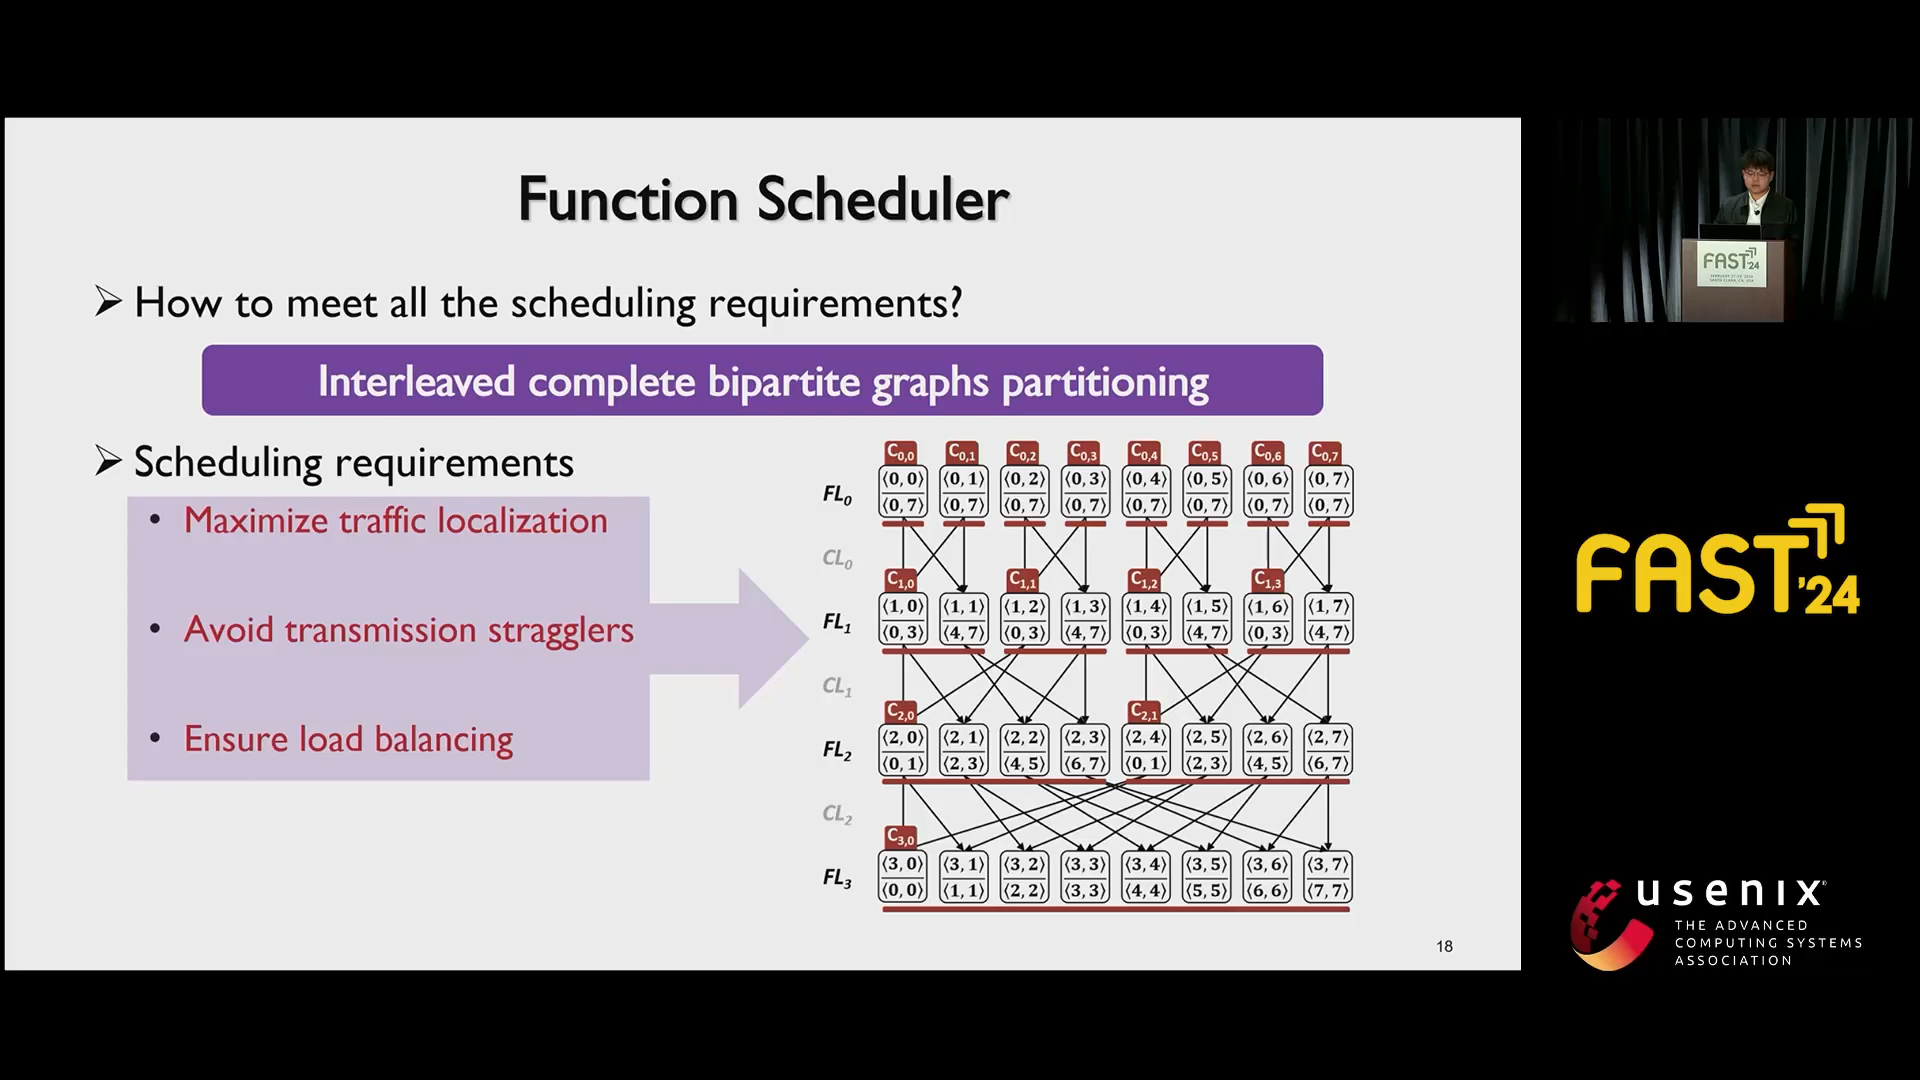 Function Scheduler
➢ How to meet all the scheduling requirements?
Interleaved complete bipartite graphs partitioning
➢ Scheduling requirements
• Maximize traffic localization
• Avoid transmission stragglers
• Ensure load balancing
C0,0 C0,1 C0,2 C0,3 C0,4 C0,5 C0,6 C0,7
FL0 ⟨0, 0⟩ ⟨0, 1⟩ ⟨0, 2⟩ ⟨0, 3⟩ ⟨0, 4⟩ ⟨0, 5⟩ ⟨0, 6⟩ ⟨0, 7⟩
⟨0, 7⟩ ⟨0, 7⟩ ⟨0, 7⟩ ⟨0, 7⟩ ⟨0, 7⟩ ⟨0, 7⟩ ⟨0, 7⟩ ⟨0, 7⟩
CL0
C1,0 C1,1 C1,2 C1,3
FL1 ⟨1, 0⟩ ⟨1, 1⟩ ⟨1, 2⟩ ⟨1, 3⟩ ⟨1, 4⟩ ⟨1, 5⟩ ⟨1, 6⟩ ⟨1, 7⟩
⟨0, 3⟩ ⟨4, 7⟩ ⟨0, 3⟩ ⟨4, 7⟩ ⟨0, 3⟩ ⟨4, 7⟩ ⟨0, 3⟩ ⟨4, 7⟩
CL1
C2,0 C2,1
FL2 ⟨2, 0⟩ ⟨2, 1⟩ ⟨2, 2⟩ ⟨2, 3⟩ ⟨2, 4⟩ ⟨2, 5⟩ ⟨2, 6⟩ ⟨2, 7⟩
⟨0, 1⟩ ⟨2, 3⟩ ⟨4, 5⟩ ⟨6, 7⟩ ⟨0, 1⟩ ⟨2, 3⟩ ⟨4, 5⟩ ⟨6, 7⟩
CL2
C3,0
FL3 ⟨3, 0⟩ ⟨3, 1⟩ ⟨3, 2⟩ ⟨3, 3⟩ ⟨3, 4⟩ ⟨3, 5⟩ ⟨3, 6⟩ ⟨3, 7⟩
⟨0, 0⟩ ⟨1, 1⟩ ⟨2, 2⟩ ⟨3, 3⟩ ⟨4, 4⟩ ⟨5, 5⟩ ⟨6, 6⟩ ⟨7, 7⟩
18
FAST '24
FAST '24
usenix
THE ADVANCED
COMPUTING SYSTEMS
ASSOCIATION